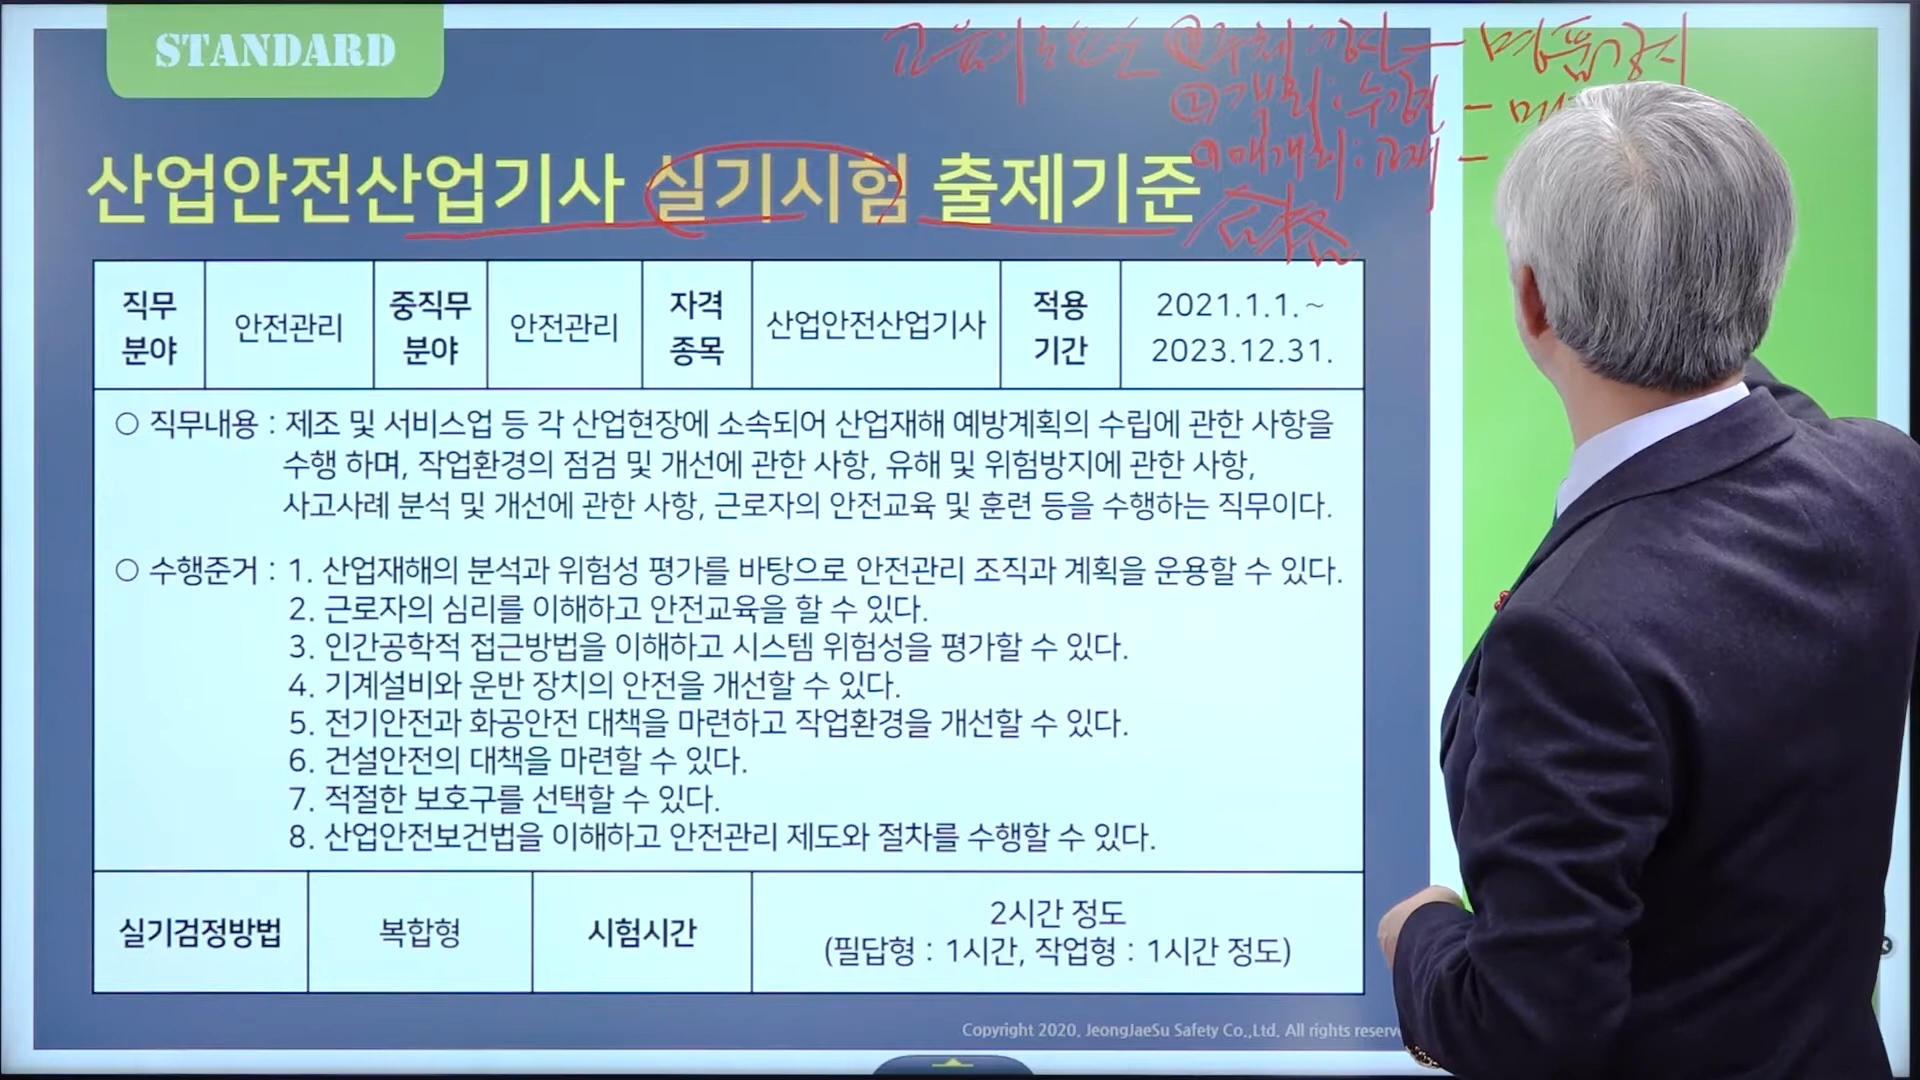 STANDARD
산업안전산업기사 실기시험 출제기준
① 주체 : 강사 - 명품강
② 객체 : 수강
매개체 : 교재 -
직무 분야
안전관리
중직무 분야
안전관리
자격 종목
산업안전산업기사
적용 기간
2021.1.1.~
2023.12.31.
○ 직무내용 : 제조 및 서비스업 등 각 산업현장에 소속되어 산업재해 예방계획의 수립에 관한 사항을
수행 하며, 작업환경의 점검 및 개선에 관한 사항, 유해 및 위험방지에 관한 사항,
사고사례 분석 및 개선에 관한 사항, 근로자의 안전교육 및 훈련 등을 수행하는 직무이다.
○ 수행준거 : 1. 산업재해의 분석과 위험성 평가를 바탕으로 안전관리 조직과 계획을 운용할 수 있다.
2. 근로자의 심리를 이해하고 안전교육을 할 수 있다.
3. 인간공학적 접근방법을 이해하고 시스템 위험성을 평가할 수 있다.
4. 기계설비와 운반 장치의 안전을 개선할 수 있다.
5. 전기안전과 화공안전 대책을 마련하고 작업환경을 개선할 수 있다.
6. 건설안전의 대책을 마련할 수 있다.
7. 적절한 보호구를 선택할 수 있다.
8. 산업안전보건법을 이해하고 안전관리 제도와 절차를 수행할 수 있다.
실기검정방법
복합형
시험시간
2시간 정도
(필답형 : 1시간, 작업형 : 1시간 정도)
Copyright 2020. JeongJaeSu Safety Co.,Ltd. All rights reserve